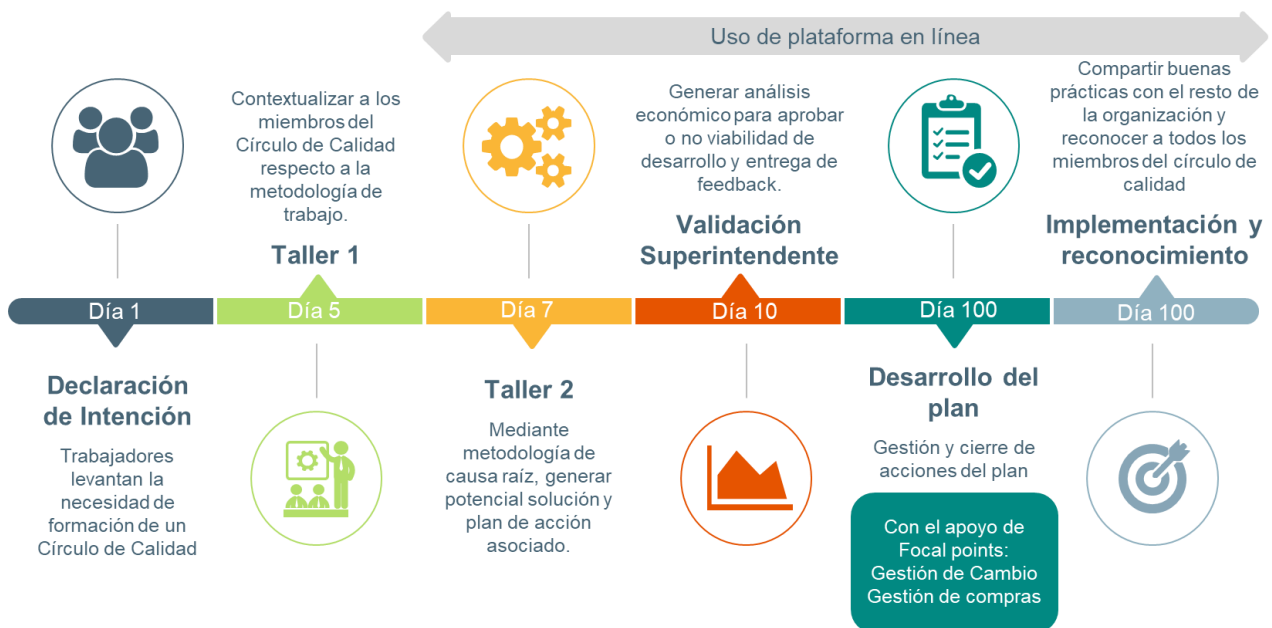 Uso de plataforma en línea
Contextualizar a los
miembros del
Círculo de Calidad
respecto a la
metodología de
trabajo.
Taller 1
Generar análisis
económico para aprobar
o no viabilidad de
desarrollo y entrega de
feedback.
Validación
Superintendente
Compartir buenas
prácticas con el resto de
la organización y
reconocer a todos los
miembros del círculo de
calidad
Implementación y
reconocimiento
Día 1
Día 5
Día 7
Día 10
Día 100
Día 100
Declaración
de Intención
Trabajadores
levantan la
necesidad de
formación de un
Círculo de Calidad
Taller 2
Mediante
metodología de
causa raíz, generar
potencial solución y
plan de acción
asociado.
Desarrollo del
plan
Gestión y cierre de
acciones del plan
Con el apoyo de
Focal points:
Gestión de Cambio
Gestión de compras